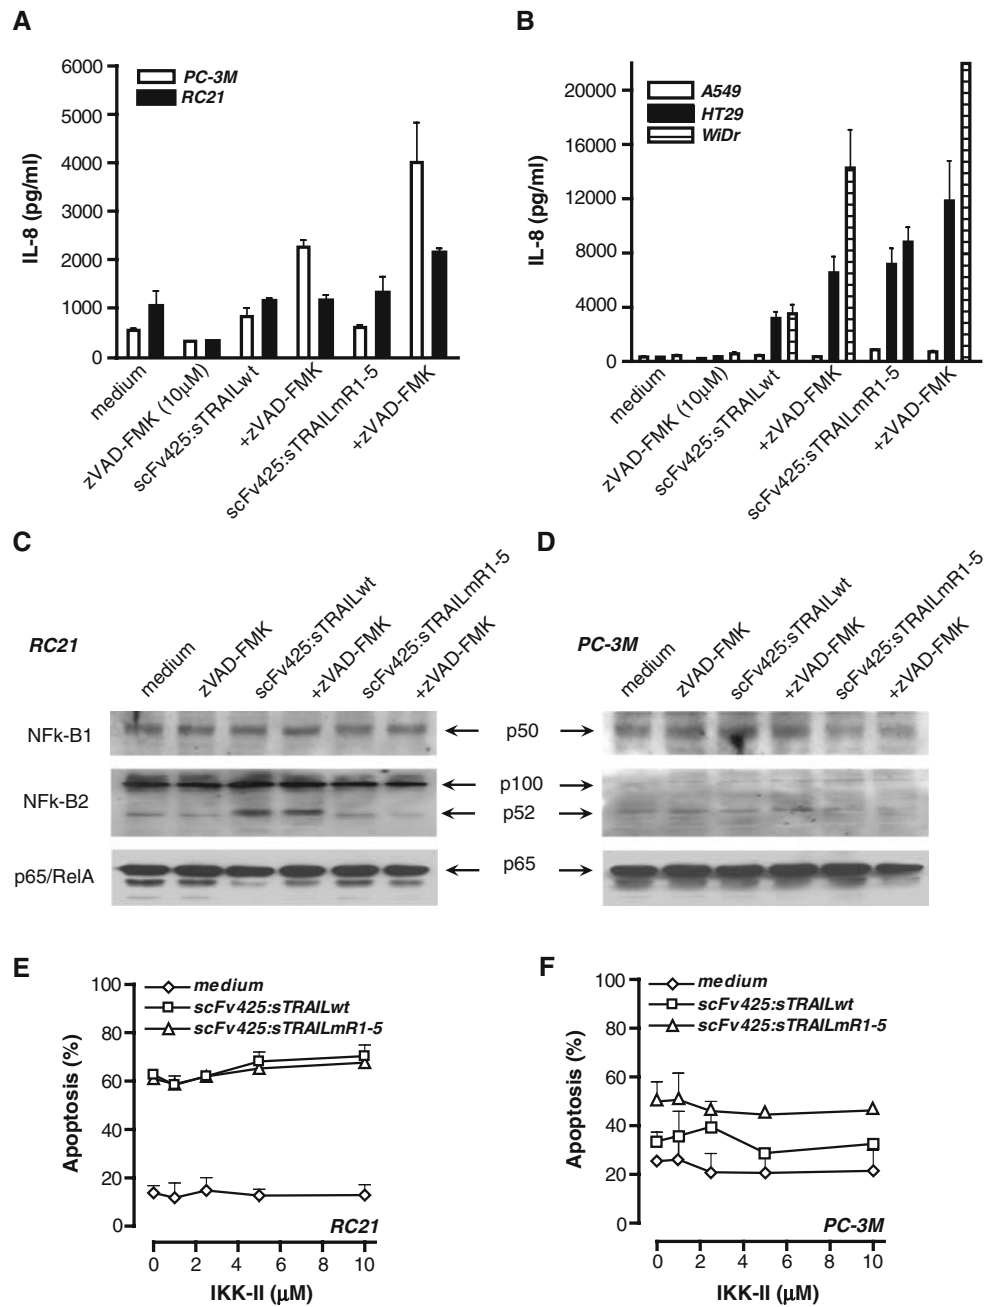 A
IL-8 (pg/ml)
6000
5000
4000
3000
2000
1000
0
PC-3M
RC21
medium
zVAD-FMK (10µM)
scFv425:sTRAILwt
+zVAD-FMK
scFv425:sTRAILmR1-5
+zVAD-FMK
B
IL-8 (pg/ml)
20000
16000
12000
8000
4000
0
A549
HT29
WiDr
medium
zVAD-FMK (10µM)
scFv425:sTRAILwt
+zVAD-FMK
scFv425:sTRAILmR1-5
+zVAD-FMK
C
RC21
medium
zVAD-FMK
scFv425:sTRAILwt
+zVAD-FMK
scFv425:sTRAILmR1-5
+zVAD-FMK
D
PC-3M
medium
zVAD-FMK
scFv425:sTRAILwt
+zVAD-FMK
scFv425:sTRAILmR1-5
+zVAD-FMK
NFk-B1
p50
NFk-B2
p100
p52
p65/RelA
p65
E
Apoptosis (%)
100
80
60
40
20
0
medium
scFv425:sTRAILwt
scFv425:sTRAILmR1-5
RC21
0 2 4 6 8 10
IKK-II (µM)
F
Apoptosis (%)
100
80
60
40
20
0
medium
scFv425:sTRAILwt
scFv425:sTRAILmR1-5
PC-3M
0 2 4 6 8 10
IKK-II (µM)